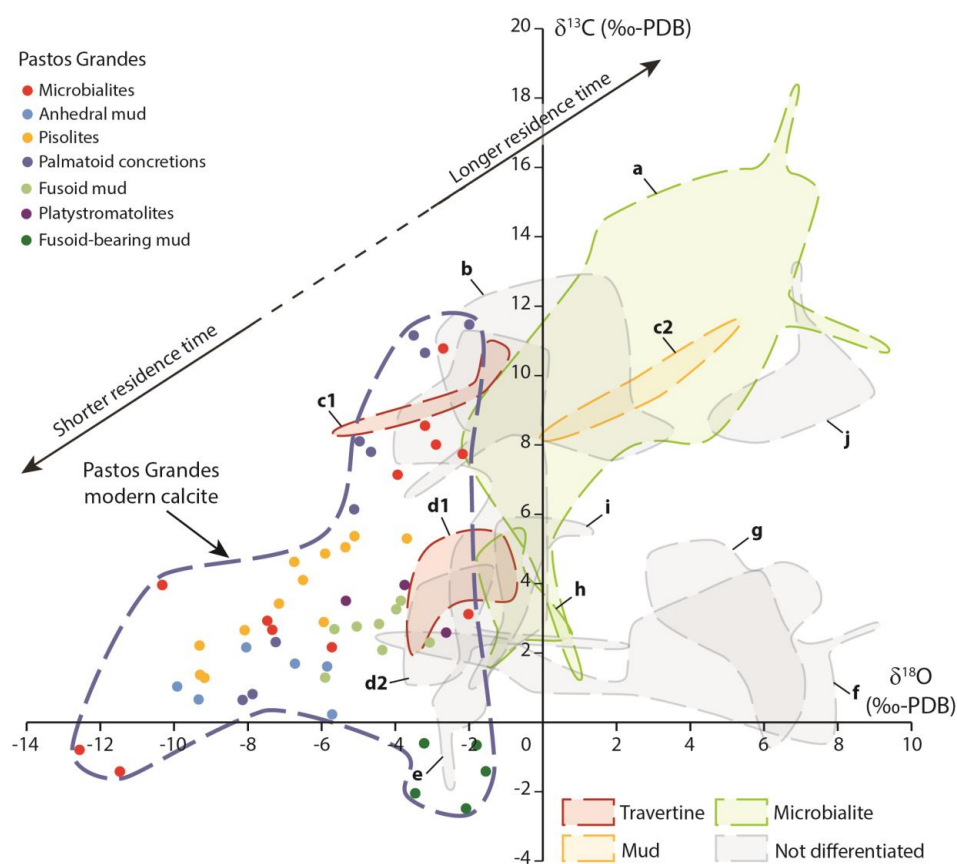 20
δ¹³C (‰-PDB)
Pastos Grandes
Microbialites
Anhedral mud
Pisolites
Palmatoid concretions
Fusoid mud
Platystromatolites
Fusoid-bearing mud
Longer residence time
Shorter residence time
18
16
14
12
10
8
6
4
2
a
b
c2
c1
j
Pastos Grandes
modern calcite
d1
i
g
h
d2
δ¹⁸O
(‰-PDB)
f
-14
-12
-10
-8
-6
-4
-2
0
2
4
6
8
10
e
-2
-4
Travertine
Microbialite
Mud
Not differentiated